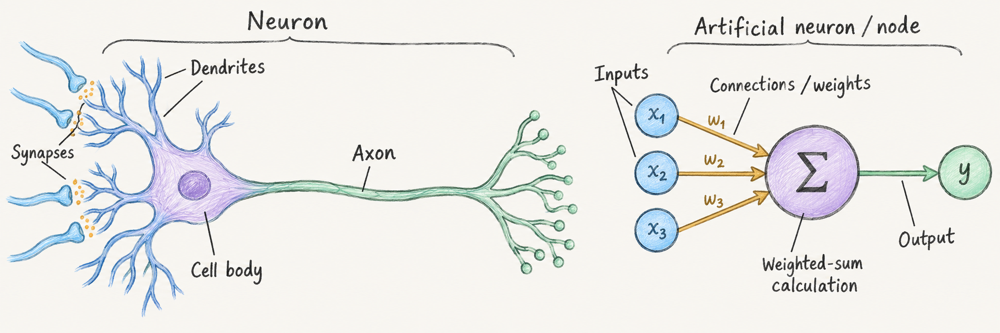 Neuron
Dendrites
Synapses
Axon
Cell body
Artificial neuron / node
Inputs
Connections / weights
x₁
w₁
x₂
w₂
x₃
w₃
Σ
y
Output
Weighted-sum
calculation